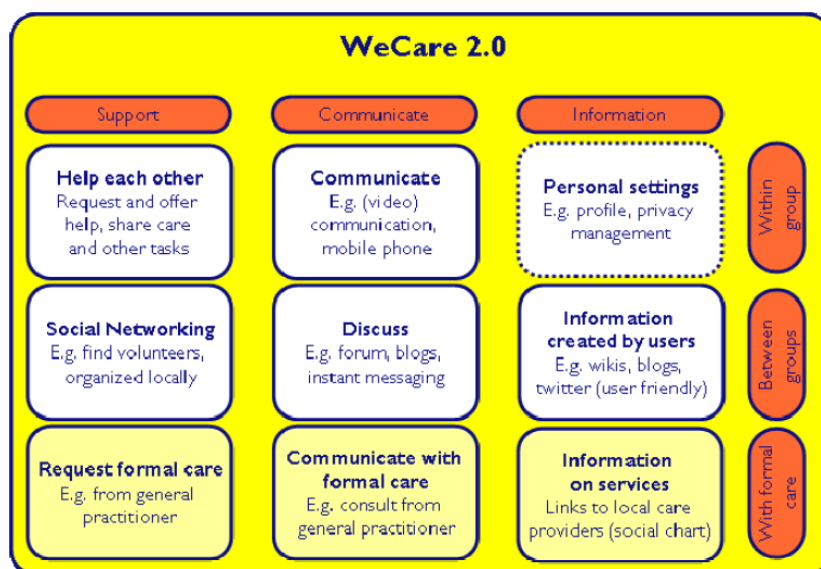 WeCare 2.0
Support
Communicate
Information
Help each other
Request and offer
help, share care
and other tasks
Communicate
E.g. (video)
communication,
mobile phone
Personal settings
E.g. profile, privacy
management
Within
group
Social Networking
E.g. find volunteers,
organized locally
Discuss
E.g. forum, blogs,
instant messaging
Information
created by users
E.g. wikis, blogs,
twitter (user friendly)
Between
groups
Request formal care
E.g. from general
practitioner
Communicate with
formal care
E.g. consult from
general practitioner
Information
on services
Links to local care
providers (social chart)
With formal
care